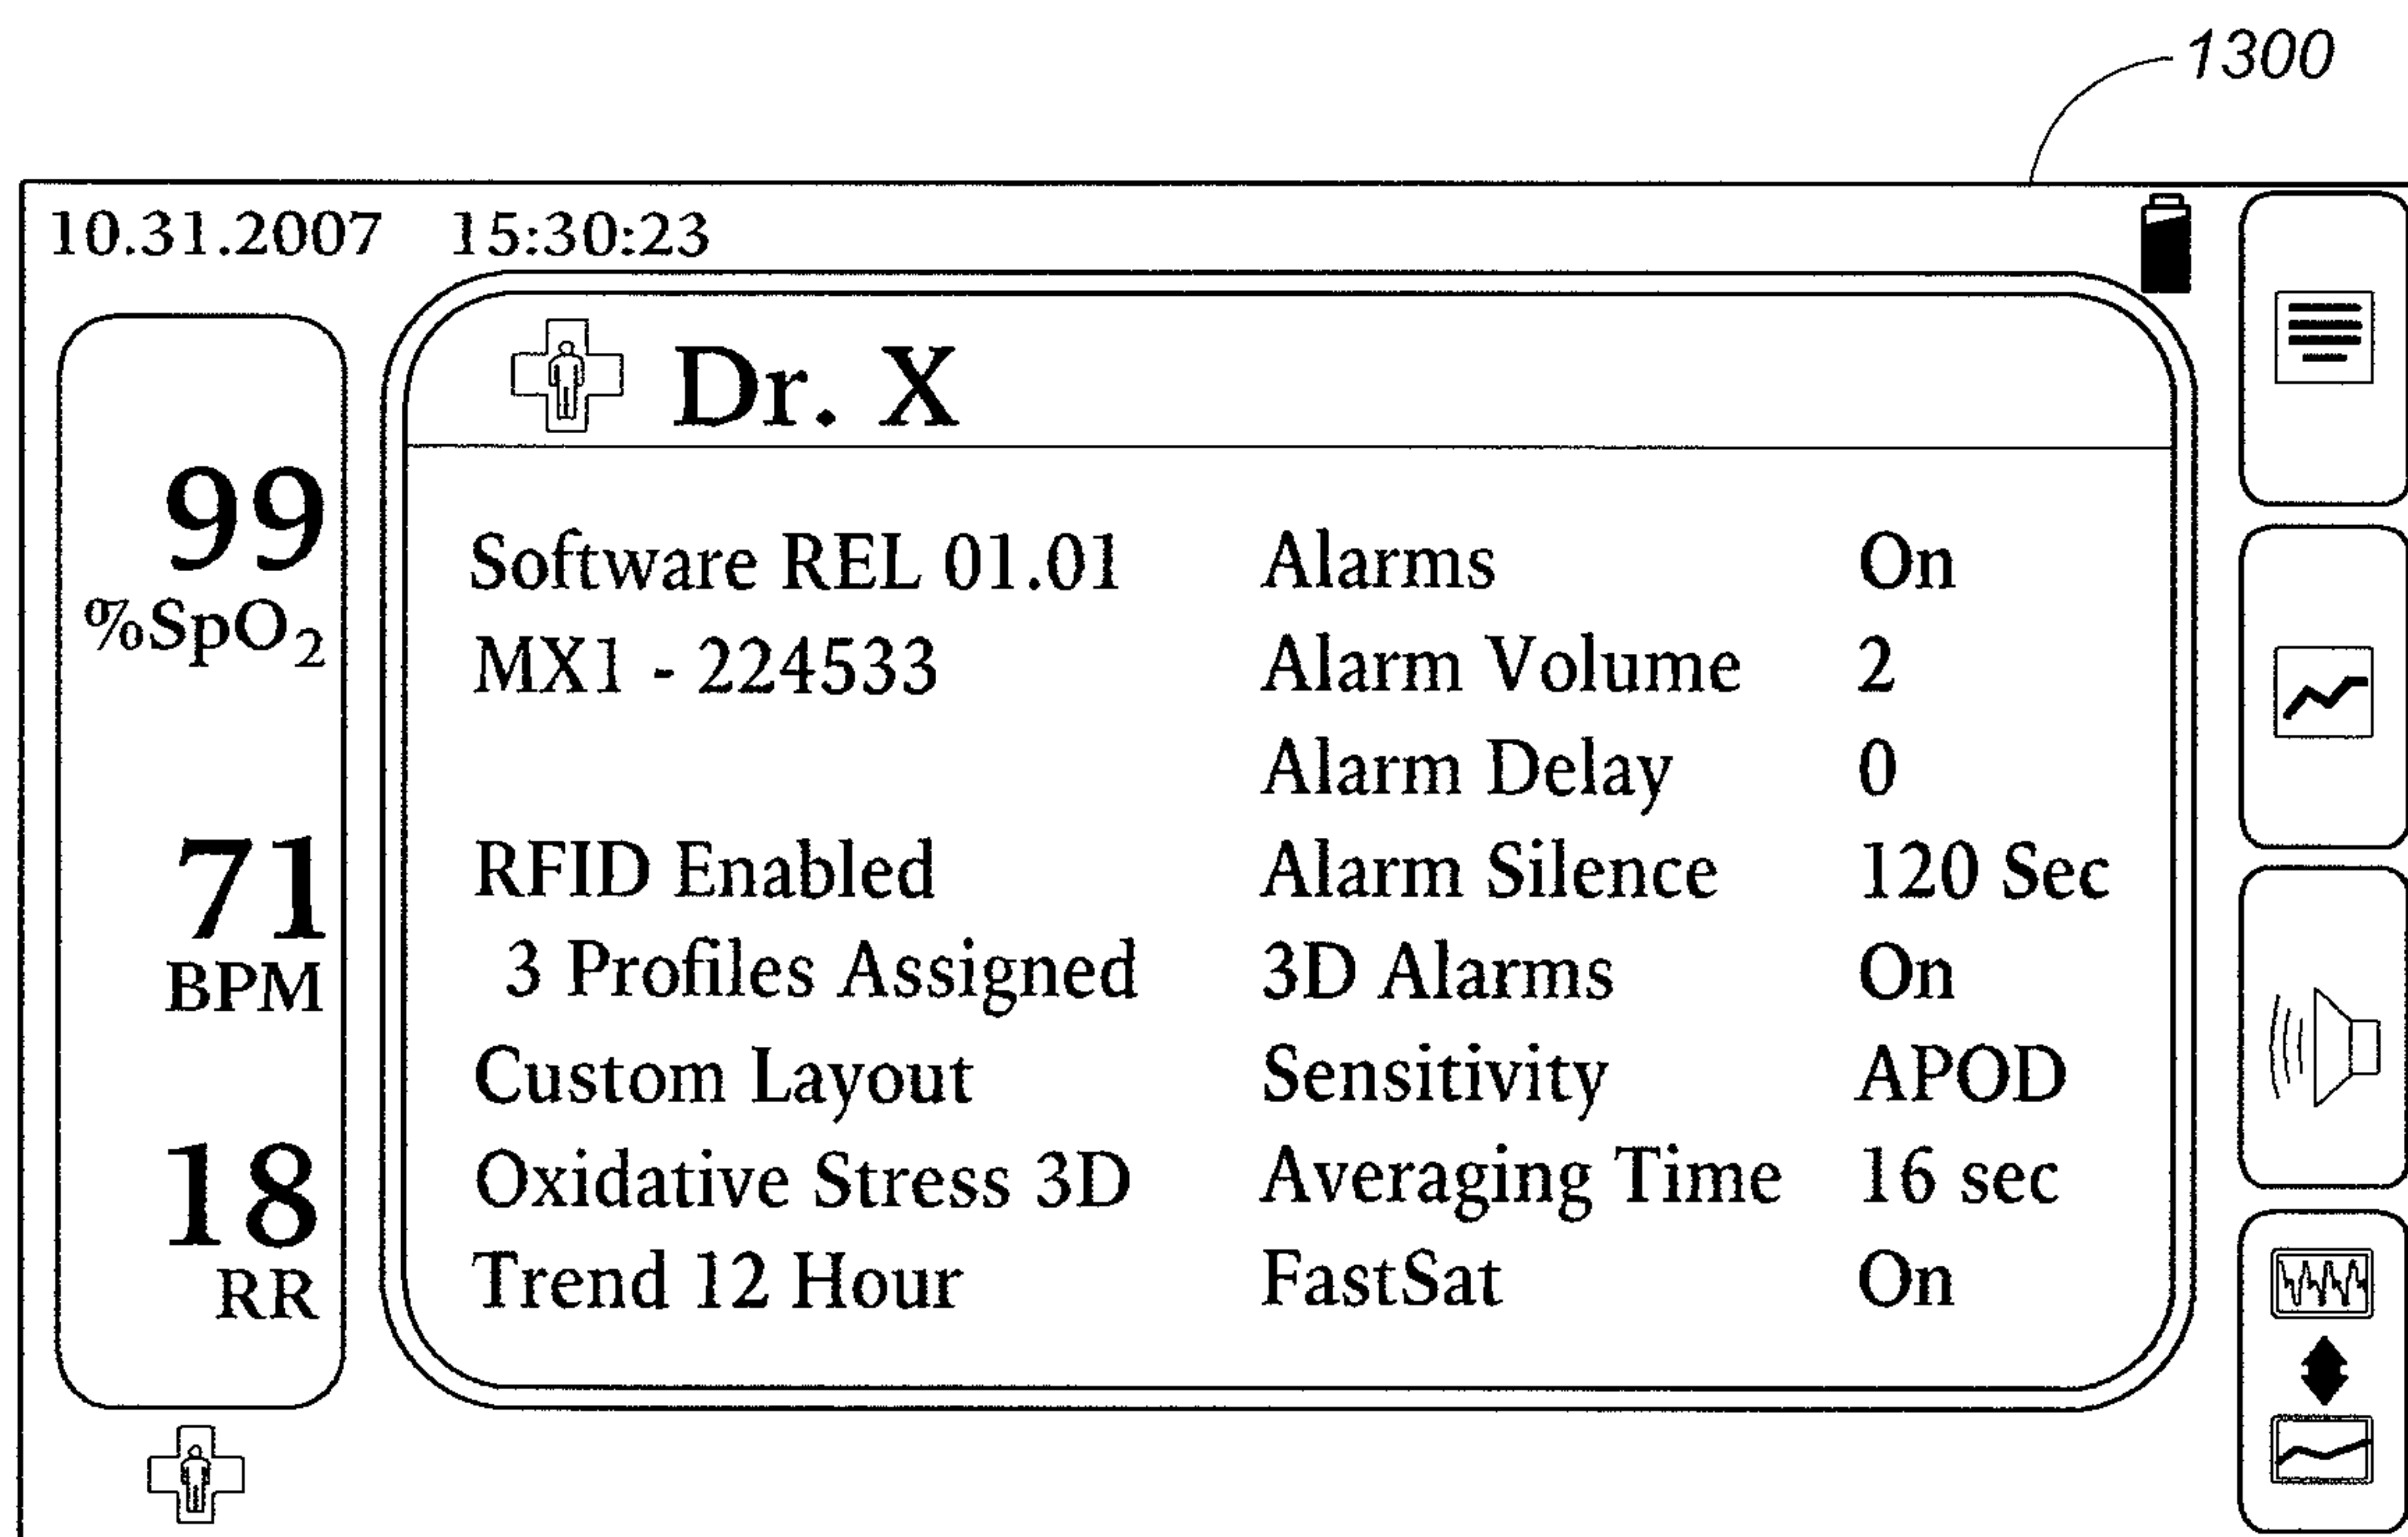 1300
10.31.2007 15:30:23
99
%SpO₂
71
BPM
18
RR
Dr. X
Software REL 01.01
MX1 - 224533
RFID Enabled
3 Profiles Assigned
Custom Layout
Oxidative Stress 3D
Trend 12 Hour
Alarms On
Alarm Volume 2
Alarm Delay 0
Alarm Silence 120 Sec
3D Alarms On
Sensitivity APOD
Averaging Time 16 sec
FastSat On